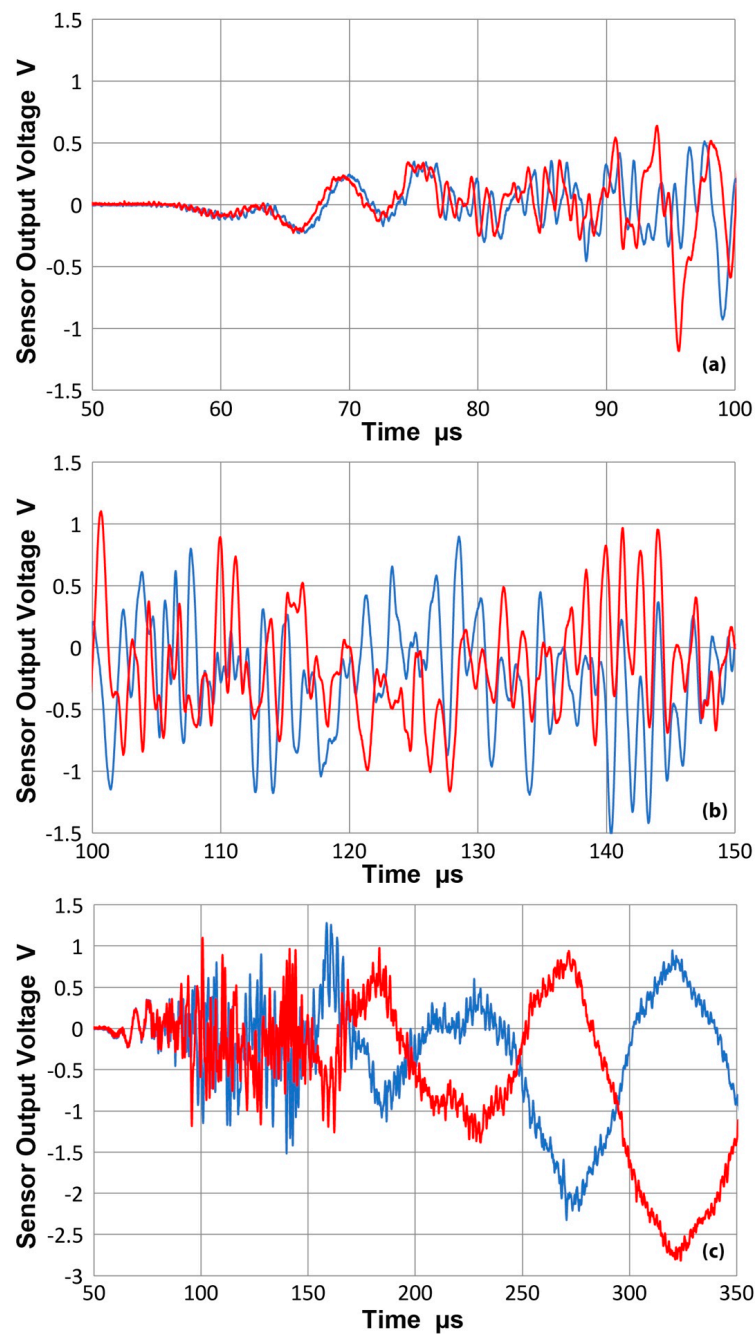 Sensor Output Voltage V
1.5
1
0.5
0
-0.5
-1
-1.5
(a)
50 60 70 80 90 100
Time µs
Sensor Output Voltage V
1.5
1
0.5
0
-0.5
-1
-1.5
(b)
100 110 120 130 140 150
Time µs
Sensor Output Voltage V
1.5
1
0.5
0
-0.5
-1
-1.5
-2
-2.5
-3
(c)
50 100 150 200 250 300 350
Time µs